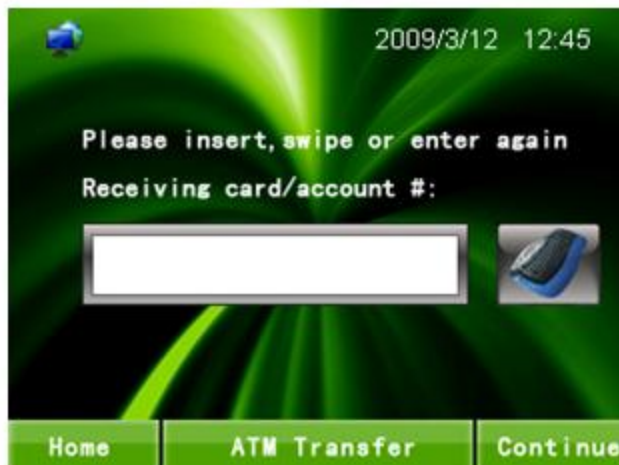 2009/3/12 12:45
Please insert,swipe or enter again
Receiving card/account #:
Home ATM Transfer Continue